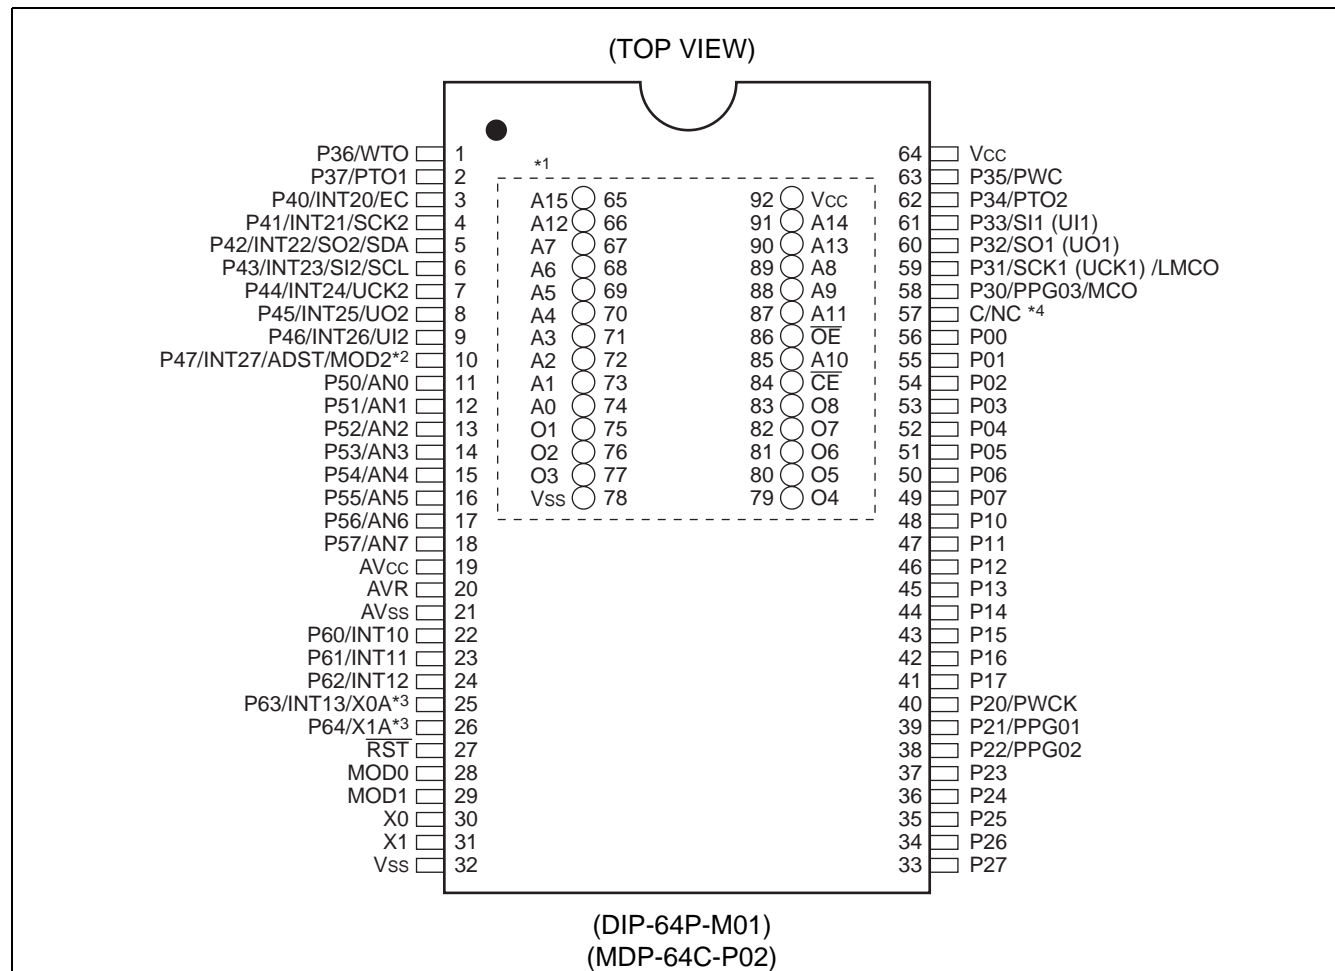 (TOP VIEW)
P36/WTO 1 64 Vcc
P37/PTO1 2 *1 63 P35/PWC
P40/INT20/EC 3 A15 65 92 Vcc 62 P34/PTO2
P41/INT21/SCK2 4 A12 66 91 A14 61 P33/SI1 (UI1)
P42/INT22/SO2/SDA 5 A7 67 90 A13 60 P32/SO1 (UO1)
P43/INT23/SI2/SCL 6 A6 68 89 A8 59 P31/SCK1 (UCK1) /LMCO
P44/INT24/UCK2 7 A5 69 88 A9 58 P30/PPG03/MCO
P45/INT25/UO2 8 A4 70 87 A11 57 C/NC *4
P46/INT26/UI2 9 A3 71 86 OE 56 P00
P47/INT27/ADST/MOD2*2 10 A2 72 85 A10 55 P01
P50/AN0 11 A1 73 84 CE 54 P02
P51/AN1 12 A0 74 83 O8 53 P03
P52/AN2 13 O1 75 82 O7 52 P04
P53/AN3 14 O2 76 81 O6 51 P05
P54/AN4 15 O3 77 80 O5 50 P06
P55/AN5 16 Vss 78 79 O4 49 P07
P56/AN6 17 48 P10
P57/AN7 18 47 P11
AVcc 19 46 P12
AVR 20 45 P13
AVss 21 44 P14
P60/INT10 22 43 P15
P61/INT11 23 42 P16
P62/INT12 24 41 P17
P63/INT13/X0A*3 25 40 P20/PWCK
P64/X1A*3 26 39 P21/PPG01
RST 27 38 P22/PPG02
MOD0 28 37 P23
MOD1 29 36 P24
X0 30 35 P25
X1 31 34 P26
Vss 32 33 P27
(DIP-64P-M01)
(MDP-64C-P02)